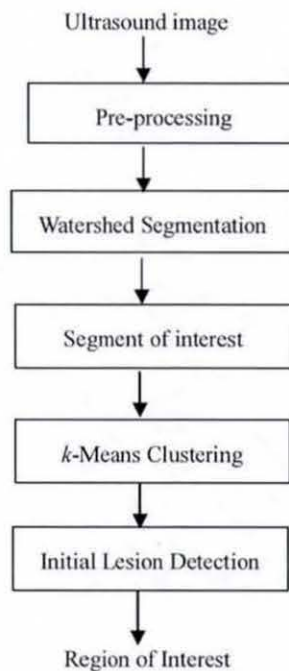 Ultrasound image
Pre-processing
Watershed Segmentation
Segment of interest
k-Means Clustering
Initial Lesion Detection
Region of Interest